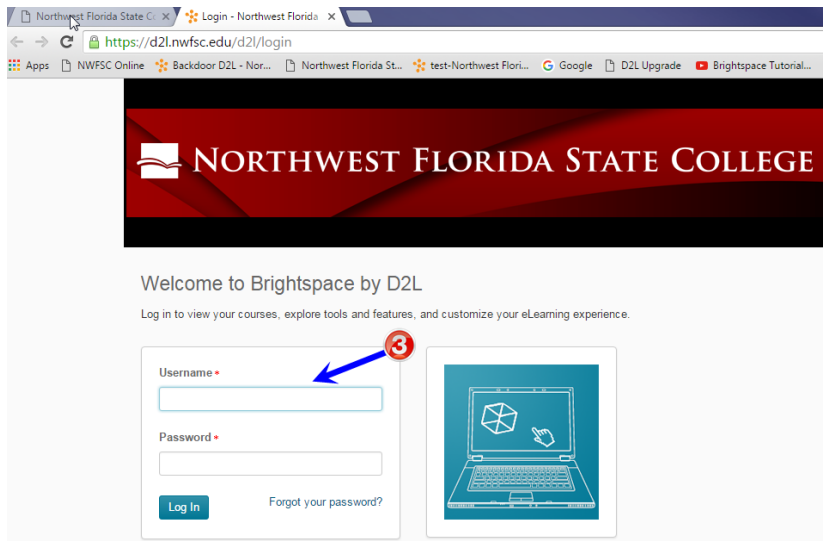 Northwest Florida State Co
Login - Northwest Florida
https://d2l.nwfsc.edu/d2l/login
Apps NWFSC Online Backdoor D2L - Nor... Northwest Florida St... test-Northwest Flori... Google D2L Upgrade Brightspace Tutorial...
NORTHWEST FLORIDA STATE COLLEGE
Welcome to Brightspace by D2L
Log in to view your courses, explore tools and features, and customize your eLearning experience.
3
Username *
Password *
Log In Forgot your password?